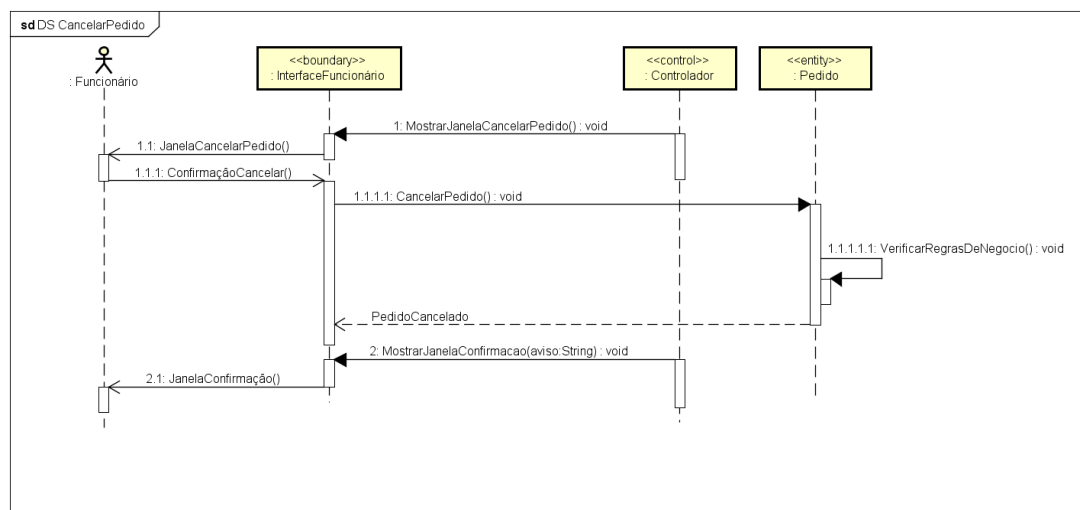 sd DS CancelarPedido
: Funcionário
<<boundary>>
: InterfaceFuncionário
<<control>>
: Controlador
<<entity>>
: Pedido
1: MostrarJanelaCancelarPedido() : void
1.1: JanelaCancelarPedido()
1.1.1: ConfirmaçãoCancelar()
1.1.1.1: CancelarPedido() : void
1.1.1.1.1: VerificarRegrasDeNegocio() : void
PedidoCancelado
2: MostrarJanelaConfirmacao(aviso:String) : void
2.1: JanelaConfirmação()